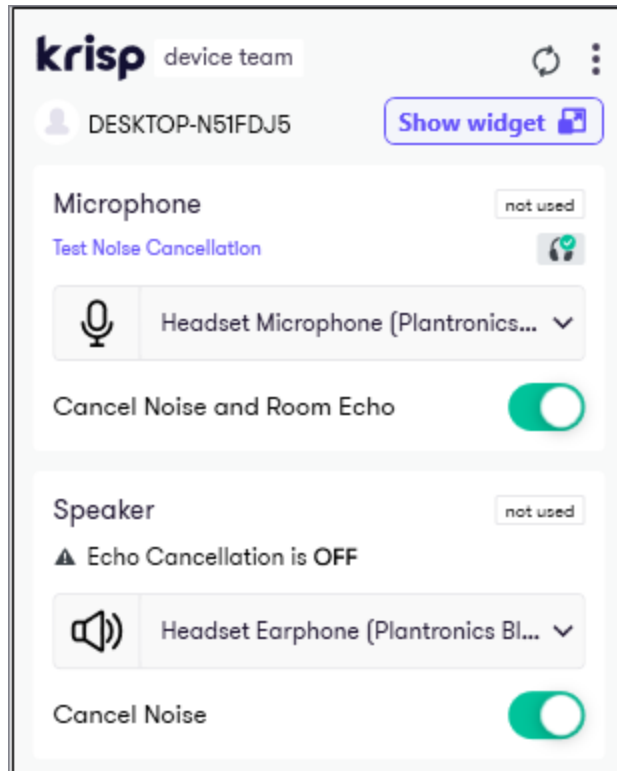 krisp device team
DESKTOP-N51FDJ5 Show widget
Microphone not used
Test Noise Cancellation
Headset Microphone (Plantronics...
Cancel Noise and Room Echo
Speaker not used
Echo Cancellation is OFF
Headset Earphone (Plantronics Bl...
Cancel Noise